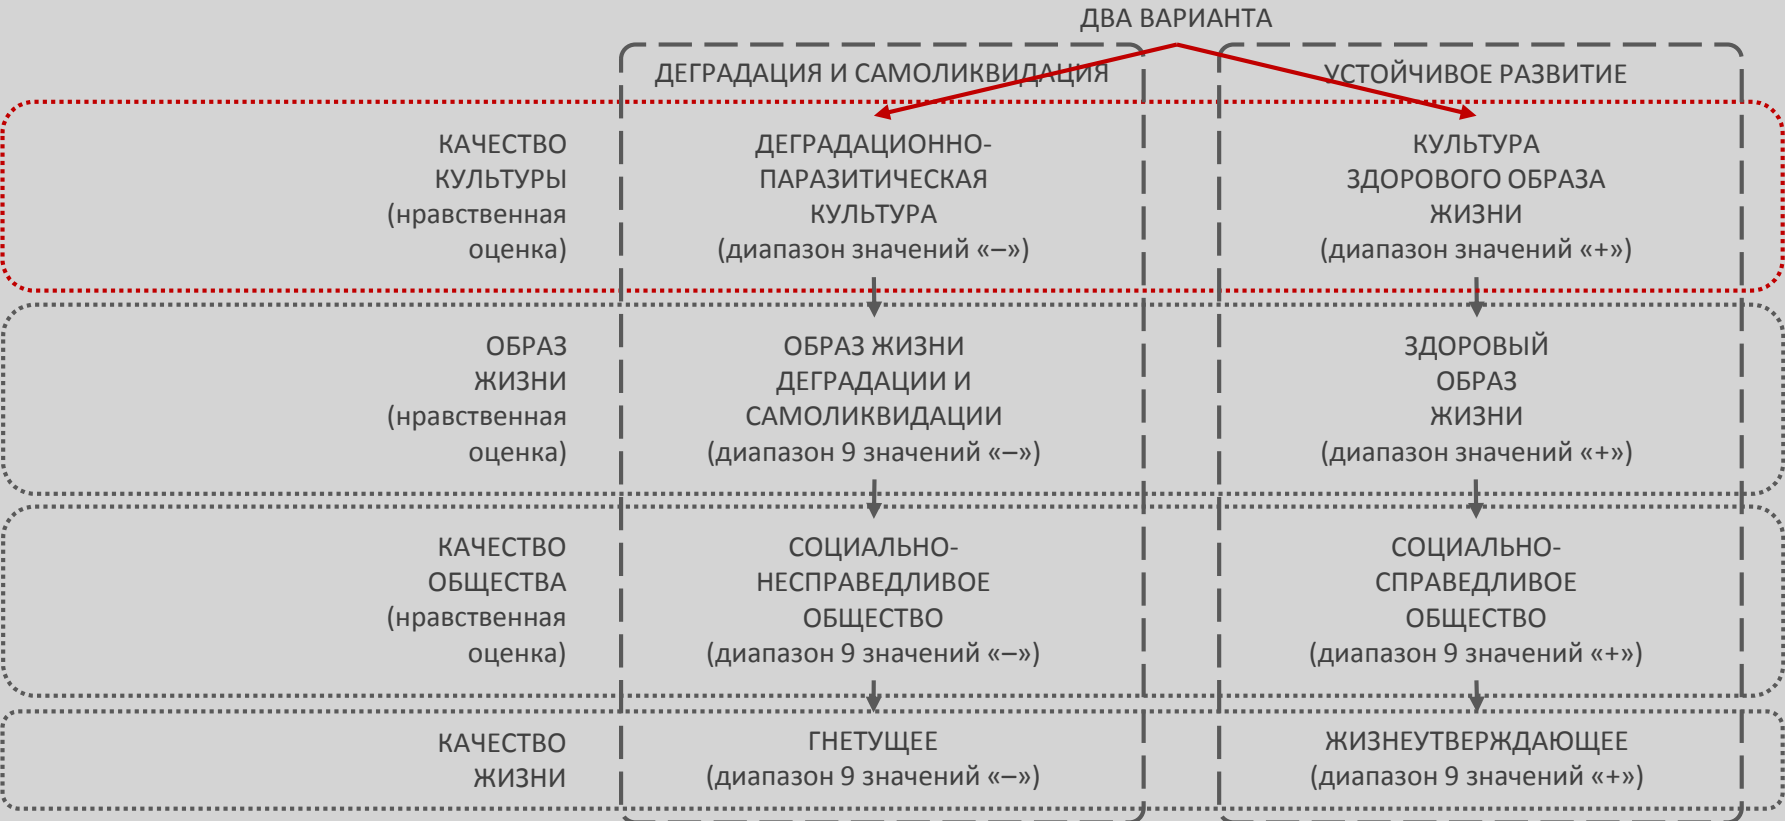 ДВА ВАРИАНТА
ДЕГРАДАЦИЯ И САМОЛИКВИДАЦИЯ
УСТОЙЧИВОЕ РАЗВИТИЕ
КАЧЕСТВО
КУЛЬТУРЫ
(нравственная
оценка)
ДЕГРАДАЦИОННО-
ПАРАЗИТИЧЕСКАЯ
КУЛЬТУРА
(диапазон значений «–»)
КУЛЬТУРА
ЗДОРОВОГО ОБРАЗА
ЖИЗНИ
(диапазон значений «+»)
ОБРАЗ
ЖИЗНИ
(нравственная
оценка)
ОБРАЗ ЖИЗНИ
ДЕГРАДАЦИИ И
САМОЛИКВИДАЦИИ
(диапазон 9 значений «–»)
ЗДОРОВЫЙ
ОБРАЗ
ЖИЗНИ
(диапазон значений «+»)
КАЧЕСТВО
ОБЩЕСТВА
(нравственная
оценка)
СОЦИАЛЬНО-
НЕСПРАВЕДЛИВОЕ
ОБЩЕСТВО
(диапазон 9 значений «–»)
СОЦИАЛЬНО-
СПРАВЕДЛИВОЕ
ОБЩЕСТВО
(диапазон 9 значений «+»)
КАЧЕСТВО
ЖИЗНИ
ГНЕТУЩЕЕ
(диапазон 9 значений «–»)
ЖИЗНЕУТВЕРЖДАЮЩЕЕ
(диапазон 9 значений «+»)